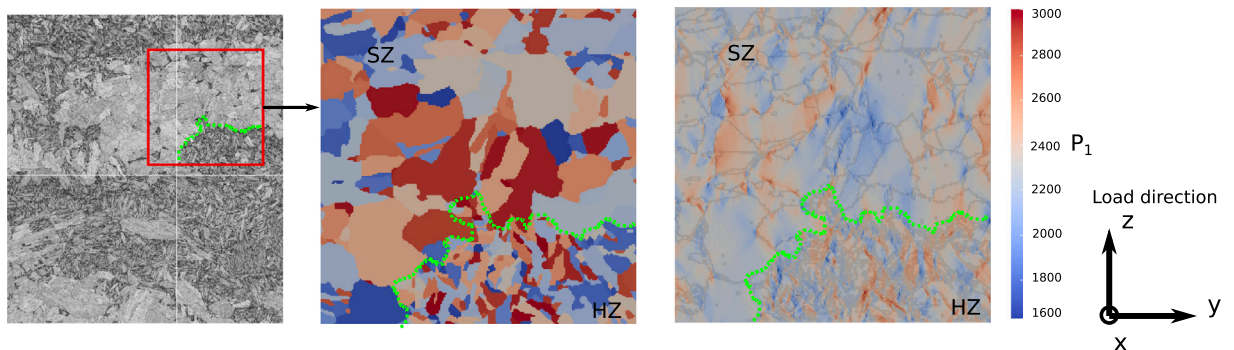 SZ
HZ
SZ
HZ
3000
2800
2600
2400
2200
2000
1800
1600
P1
Load direction
z
y
x